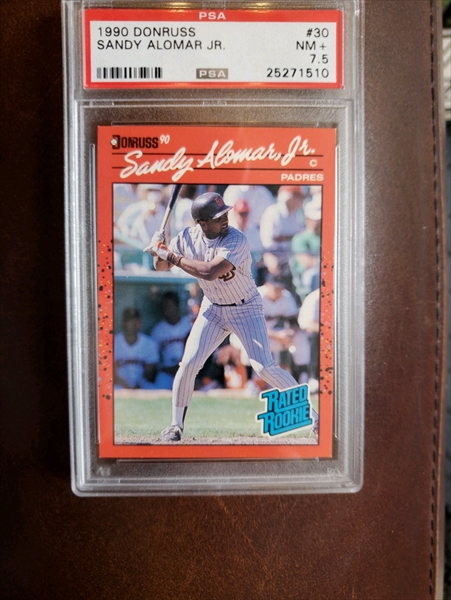 PSA
1990 DONRUSS #30
SANDY ALOMAR JR. NM+
7.5
PSA 25271510
DONRUSS 90
Sandy Alomar, Jr.
C
PADRES
RATED
ROOKIE